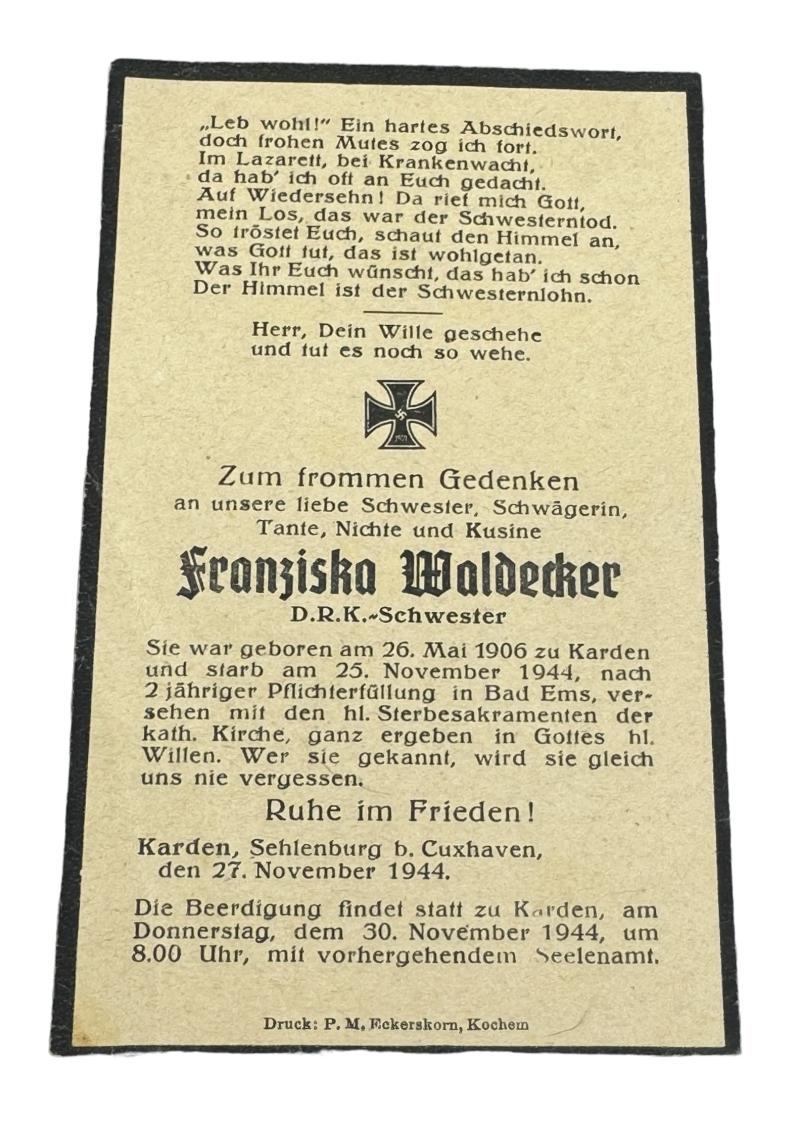 „Leb wohl!“ Ein hartes Abschiedswort,
doch frohen Mutes zog ich fort.
Im Lazarett, bei Krankenwacht,
da hab’ ich oft an Euch gedacht.
Auf Wiedersehn! Da rief mich Gott,
mein Los, das war der Schwesterntod.
So tröstet Euch, schaut den Himmel an,
was Gott tut, das ist wohlgetan.
Was Ihr Euch wünscht, das hab’ ich schon
Der Himmel ist der Schwesternlohn.
Herr, Dein Wille geschehe
und tut es noch so wehe.
Zum frommen Gedenken
an unsere liebe Schwester, Schwägerin,
Tante, Nichte und Kusine
Franziska Waldecker
D.R.K.-Schwester
Sie war geboren am 26. Mai 1906 zu Karden
und starb am 25. November 1944, nach
2 jähriger Pflichterfüllung in Bad Ems, ver-
sehen mit den hl. Sterbesakramenten der
kath. Kirche, ganz ergeben in Gottes hl.
Willen. Wer sie gekannt, wird sie gleich
uns nie vergessen.
Ruhe im Frieden!
Karden, Sehlenburg b. Cuxhaven,
den 27. November 1944.
Die Beerdigung findet statt zu Karden, am
Donnerstag, dem 30. November 1944, um
8.00 Uhr, mit vorhergehendem Seelenamt.
Druck: P. M. Eckerskorn, Kochem